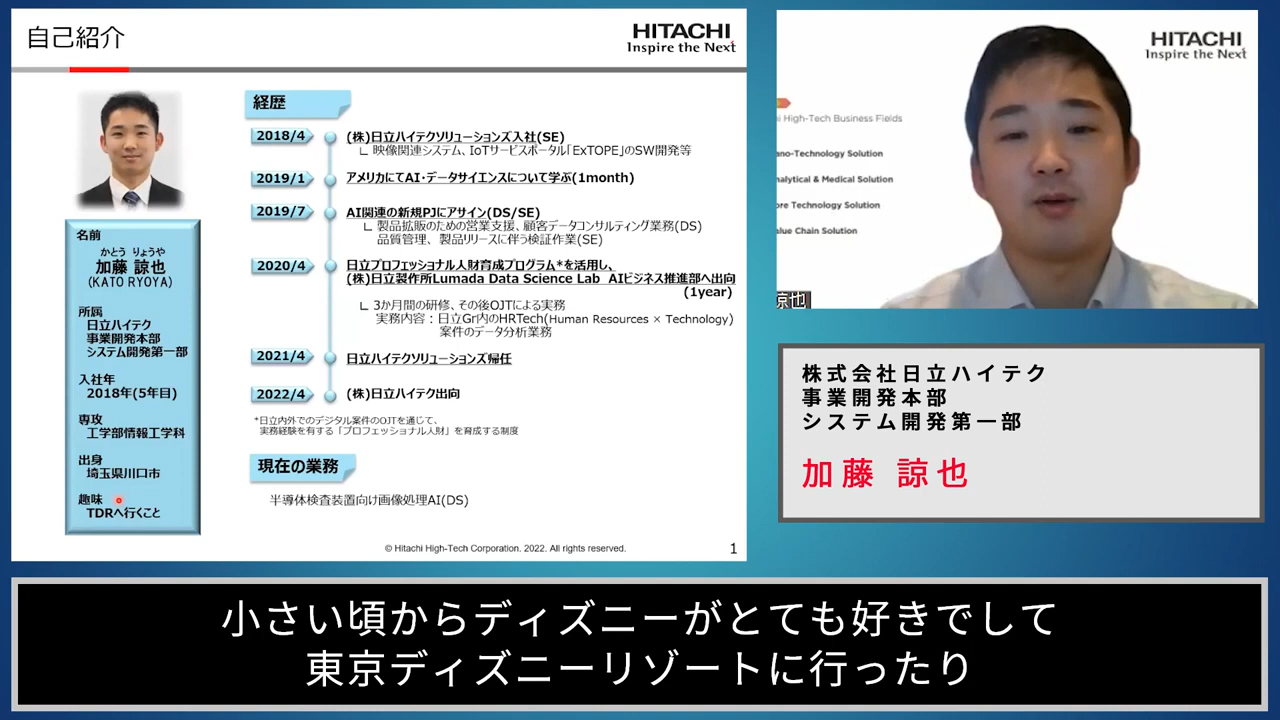 自己紹介
HITACHI
Inspire the Next
経歴
2018/4
(株)日立ハイテクソリューションズ入社(SE)
∟ 映像関連システム、IoTサービスポータル「ExTOPE」のSW開発等
2019/1
アメリカにてAI・データサイエンスについて学ぶ(1month)
2019/7
AI関連の新規PJにアサイン(DS/SE)
∟ 製品拡販のための営業支援、顧客データコンサルティング業務(DS)
品質管理、製品リリースに伴う検証作業(SE)
2020/4
日立プロフェッショナル人財育成プログラム*を活用し、
(株)日立製作所Lumada Data Science Lab AIビジネス推進部へ出向
(1year)
∟ 3か月間の研修、その後OJTによる実務
実務内容：日立Gr内のHRTech(Human Resources × Technology)
案件のデータ分析業務
2021/4
日立ハイテクソリューションズ帰任
2022/4
(株)日立ハイテク出向
*日立内外でのデジタル案件のOJTを通じて、
実務経験を有する「プロフェッショナル人財」を育成する制度
現在の業務
半導体検査装置向け画像処理AI(DS)
名前
かとう りょうや
加藤 諒也
(KATO RYOYA)
所属
日立ハイテク
事業開発本部
システム開発第一部
入社年
2018年(5年目)
専攻
工学部情報工学科
出身
埼玉県川口市
趣味
TDRへ行くこと
© Hitachi High-Tech Corporation. 2022. All rights reserved.
1
HITACHI
Inspire the Next
High-Tech Business Fields
ano-Technology Solution
nalytical & Medical Solution
ore Technology Solution
alue Chain Solution
諒也
株式会社日立ハイテク
事業開発本部
システム開発第一部
加藤 諒也
小さい頃からディズニーがとても好きでして
東京ディズニーリゾートに行ったり